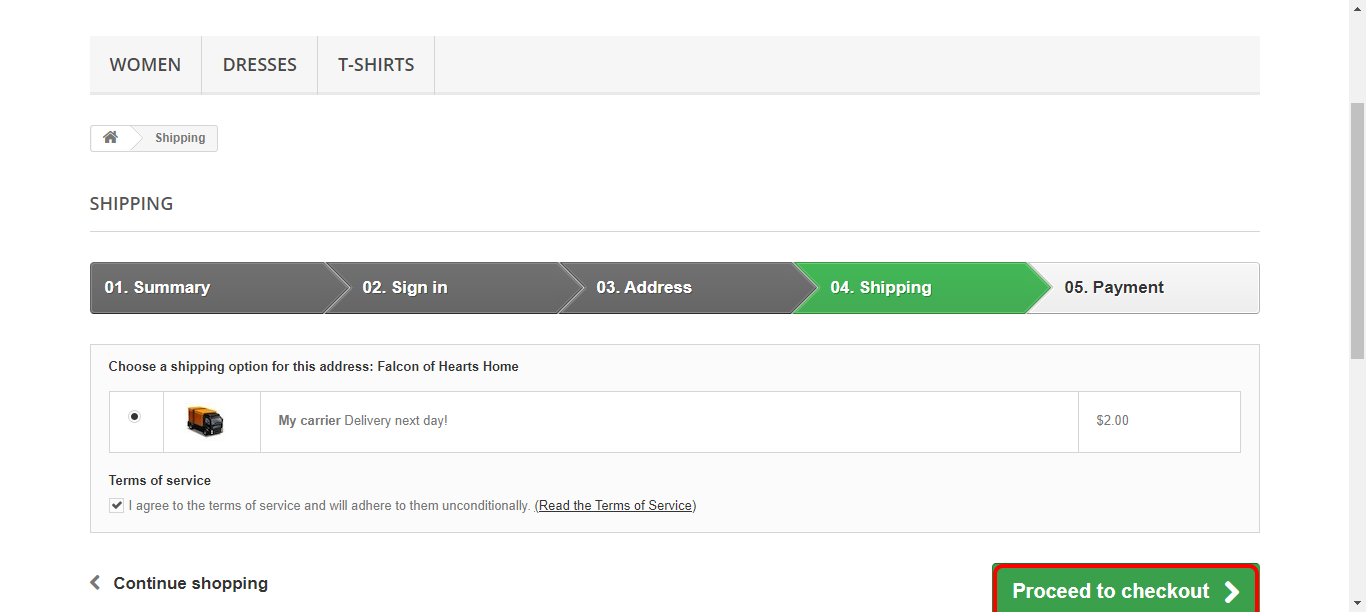 WOMEN DRESSES T-SHIRTS
Shipping
SHIPPING
01. Summary 02. Sign in 03. Address 04. Shipping 05. Payment
Choose a shipping option for this address: Falcon of Hearts Home
My carrier Delivery next day! $2.00
Terms of service
I agree to the terms of service and will adhere to them unconditionally. (Read the Terms of Service)
Continue shopping
Proceed to checkout